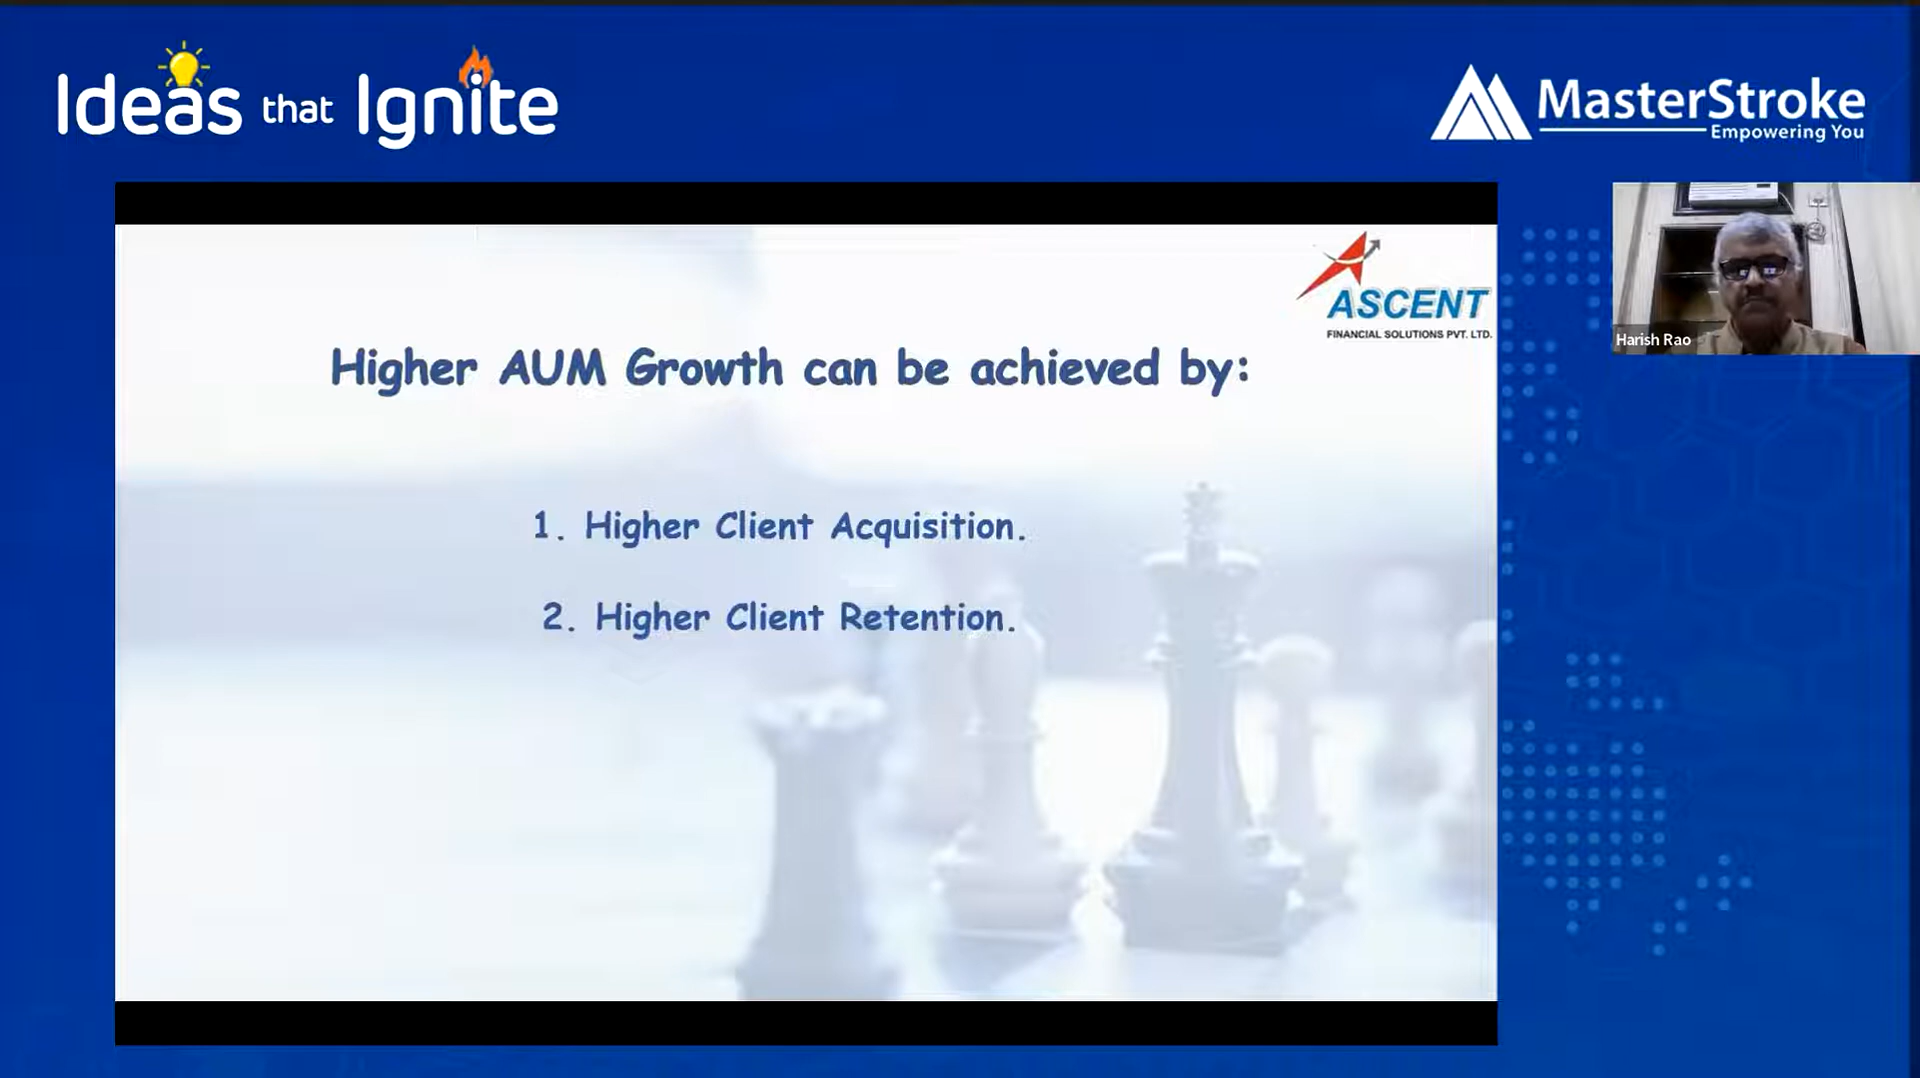 Ideas that Ignite
MasterStroke
Empowering You
ASCENT
FINANCIAL SOLUTIONS PVT. LTD.
Harish Rao
Higher AUM Growth can be achieved by:
1. Higher Client Acquisition.
2. Higher Client Retention.